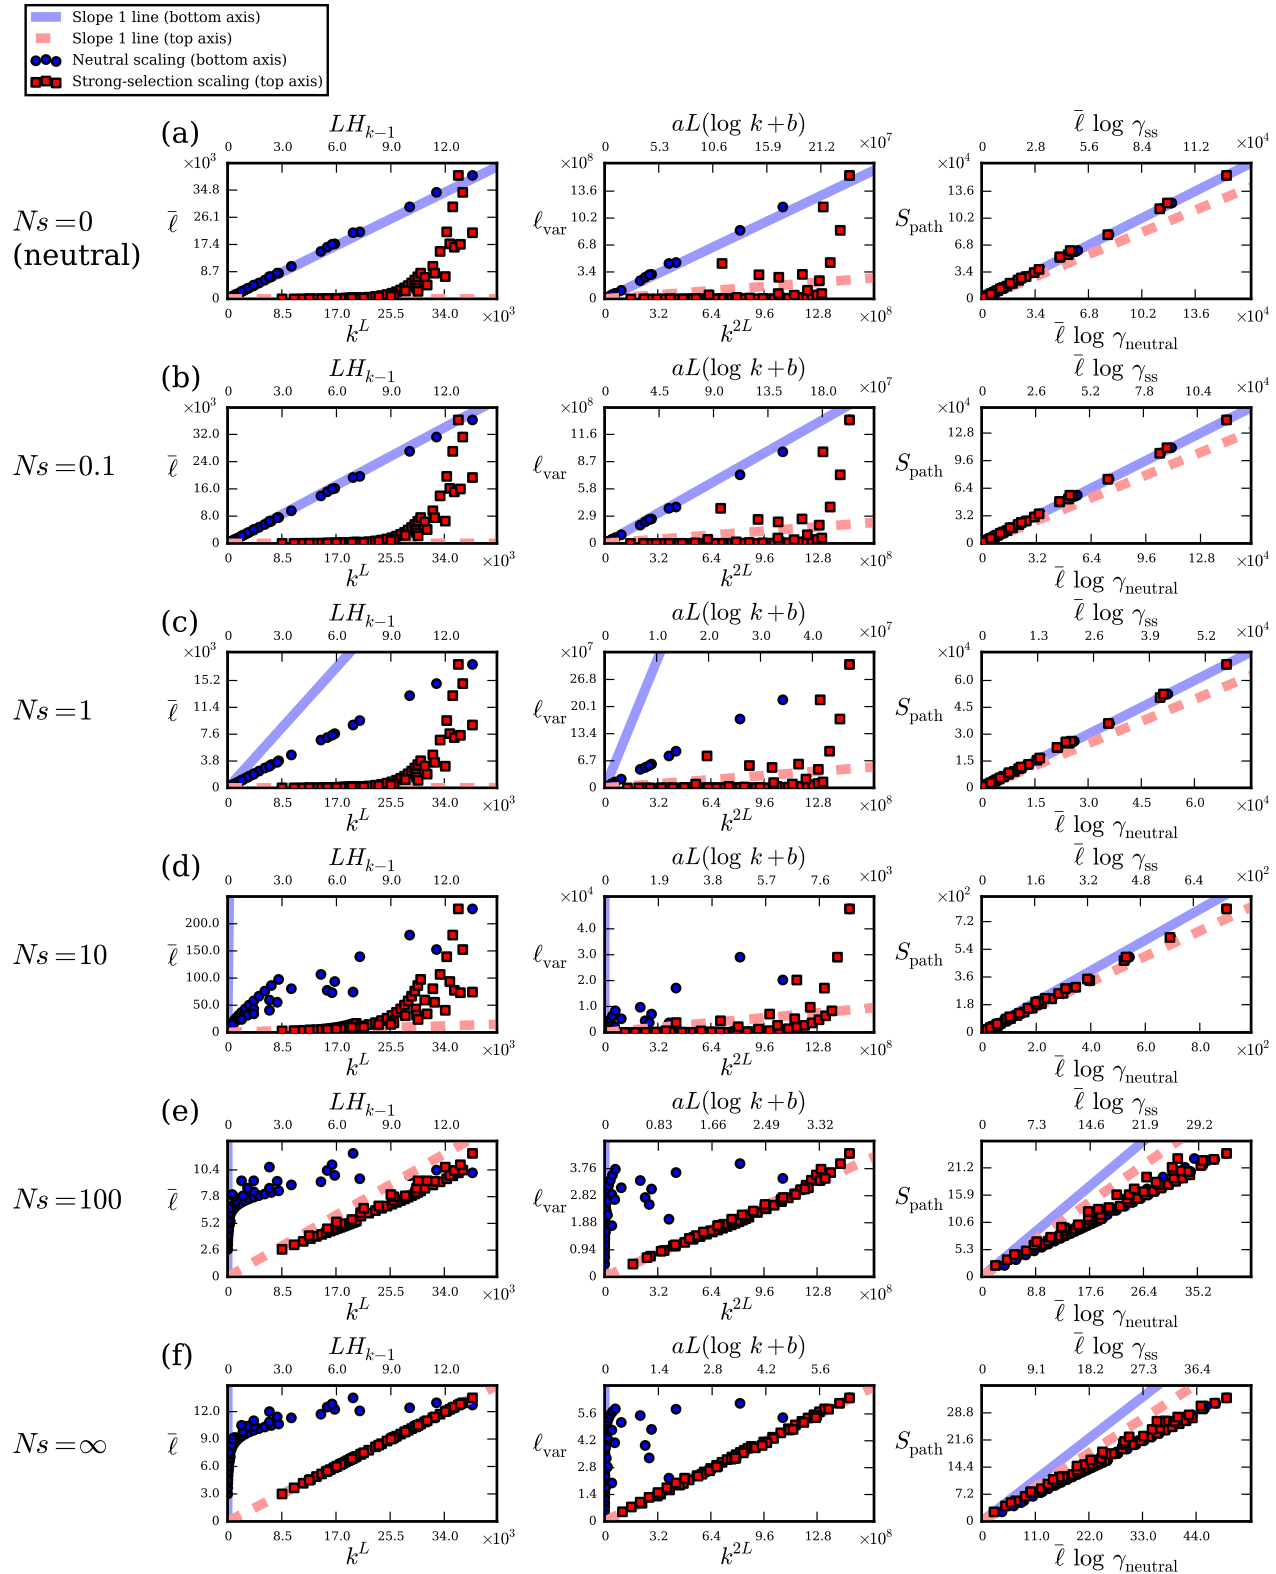 Slope 1 line (bottom axis)
Slope 1 line (top axis)
Neutral scaling (bottom axis)
Strong-selection scaling (top axis)
(a)
Ns=0
(neutral)
LH_{k−1}
0 3.0 6.0 9.0 12.0
×10^3
34.8
26.1
17.4
8.7
0
ℓ̄
0 8.5 17.0 25.5 34.0 ×10^3
k^L
aL(log k+b)
0 5.3 10.6 15.9 21.2 ×10^7
×10^8
13.6
10.2
6.8
3.4
0
ℓ_var
0 3.2 6.4 9.6 12.8 ×10^8
k^{2L}
ℓ̄ log γ_ss
0 2.8 5.6 8.4 11.2 ×10^4
×10^4
13.6
10.2
6.8
3.4
0
S_path
0 3.4 6.8 10.2 13.6 ×10^4
ℓ̄ log γ_neutral
(b)
Ns=0.1
LH_{k−1}
0 3.0 6.0 9.0 12.0
×10^3
32.0
24.0
16.0
8.0
0
ℓ̄
0 8.5 17.0 25.5 34.0 ×10^3
k^L
aL(log k+b)
0 4.5 9.0 13.5 18.0 ×10^7
×10^8
11.6
8.7
5.8
2.9
0
ℓ_var
0 3.2 6.4 9.6 12.8 ×10^8
k^{2L}
ℓ̄ log γ_ss
0 2.6 5.2 7.8 10.4 ×10^4
×10^4
12.8
9.6
6.4
3.2
0
S_path
0 3.2 6.4 9.6 12.8 ×10^4
ℓ̄ log γ_neutral
(c)
Ns=1
LH_{k−1}
0 3.0 6.0 9.0 12.0
×10^3
15.2
11.4
7.6
3.8
0
ℓ̄
0 8.5 17.0 25.5 34.0 ×10^3
k^L
aL(log k+b)
0 1.0 2.0 3.0 4.0 ×10^7
×10^7
26.8
20.1
13.4
6.7
0
ℓ_var
0 3.2 6.4 9.6 12.8 ×10^8
k^{2L}
ℓ̄ log γ_ss
0 1.3 2.6 3.9 5.2 ×10^4
×10^4
6.0
4.5
3.0
1.5
0
S_path
0 1.5 3.0 4.5 6.0 ×10^4
ℓ̄ log γ_neutral
(d)
Ns=10
LH_{k−1}
0 3.0 6.0 9.0 12.0
200.0
150.0
100.0
50.0
0
ℓ̄
0 8.5 17.0 25.5 34.0 ×10^3
k^L
aL(log k+b)
0 1.9 3.8 5.7 7.6 ×10^3
×10^4
4.0
3.0
2.0
1.0
0
ℓ_var
0 3.2 6.4 9.6 12.8 ×10^8
k^{2L}
ℓ̄ log γ_ss
0 1.6 3.2 4.8 6.4 ×10^2
×10^2
7.2
5.4
3.6
1.8
0
S_path
0 2.0 4.0 6.0 8.0 ×10^2
ℓ̄ log γ_neutral
(e)
Ns=100
LH_{k−1}
0 3.0 6.0 9.0 12.0
10.4
7.8
5.2
2.6
0
ℓ̄
0 8.5 17.0 25.5 34.0 ×10^3
k^L
aL(log k+b)
0 0.83 1.66 2.49 3.32
3.76
2.82
1.88
0.94
0
ℓ_var
0 3.2 6.4 9.6 12.8 ×10^8
k^{2L}
ℓ̄ log γ_ss
0 7.3 14.6 21.9 29.2
21.2
15.9
10.6
5.3
0
S_path
0 8.8 17.6 26.4 35.2
ℓ̄ log γ_neutral
(f)
Ns=∞
LH_{k−1}
0 3.0 6.0 9.0 12.0
12.0
9.0
6.0
3.0
0
ℓ̄
0 8.5 17.0 25.5 34.0 ×10^3
k^L
aL(log k+b)
0 1.4 2.8 4.2 5.6
5.6
4.2
2.8
1.4
0
ℓ_var
0 3.2 6.4 9.6 12.8 ×10^8
k^{2L}
ℓ̄ log γ_ss
0 9.1 18.2 27.3 36.4
28.8
21.6
14.4
7.2
0
S_path
0 11.0 22.0 33.0 44.0
ℓ̄ log γ_neutral